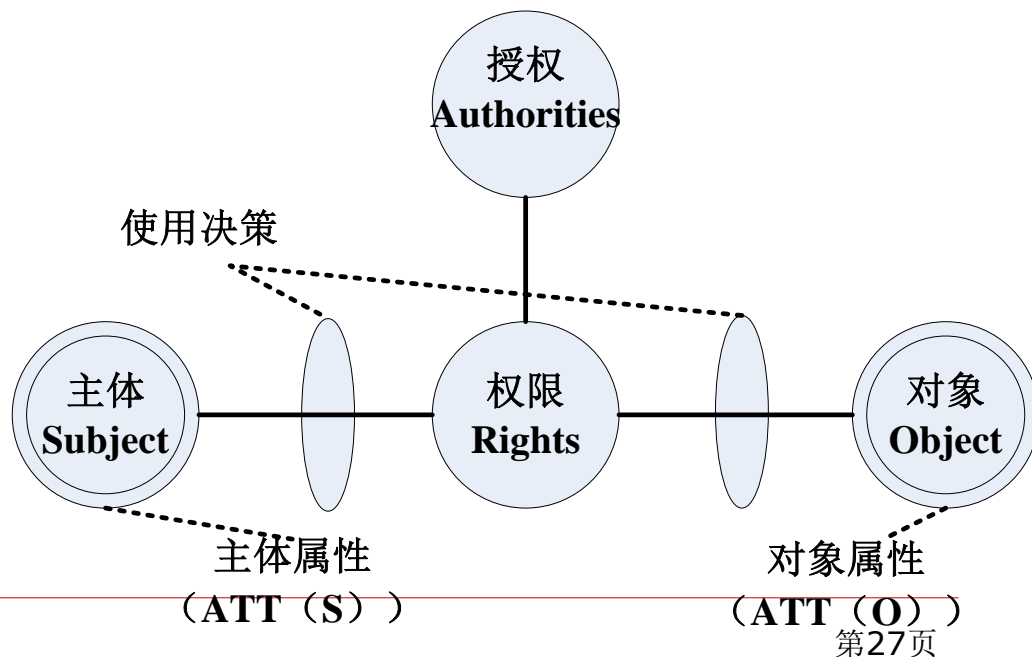 授权
Authorities
使用决策
主体
Subject
权限
Rights
对象
Object
主体属性
（ATT（S））
对象属性
（ATT（O））
第27页